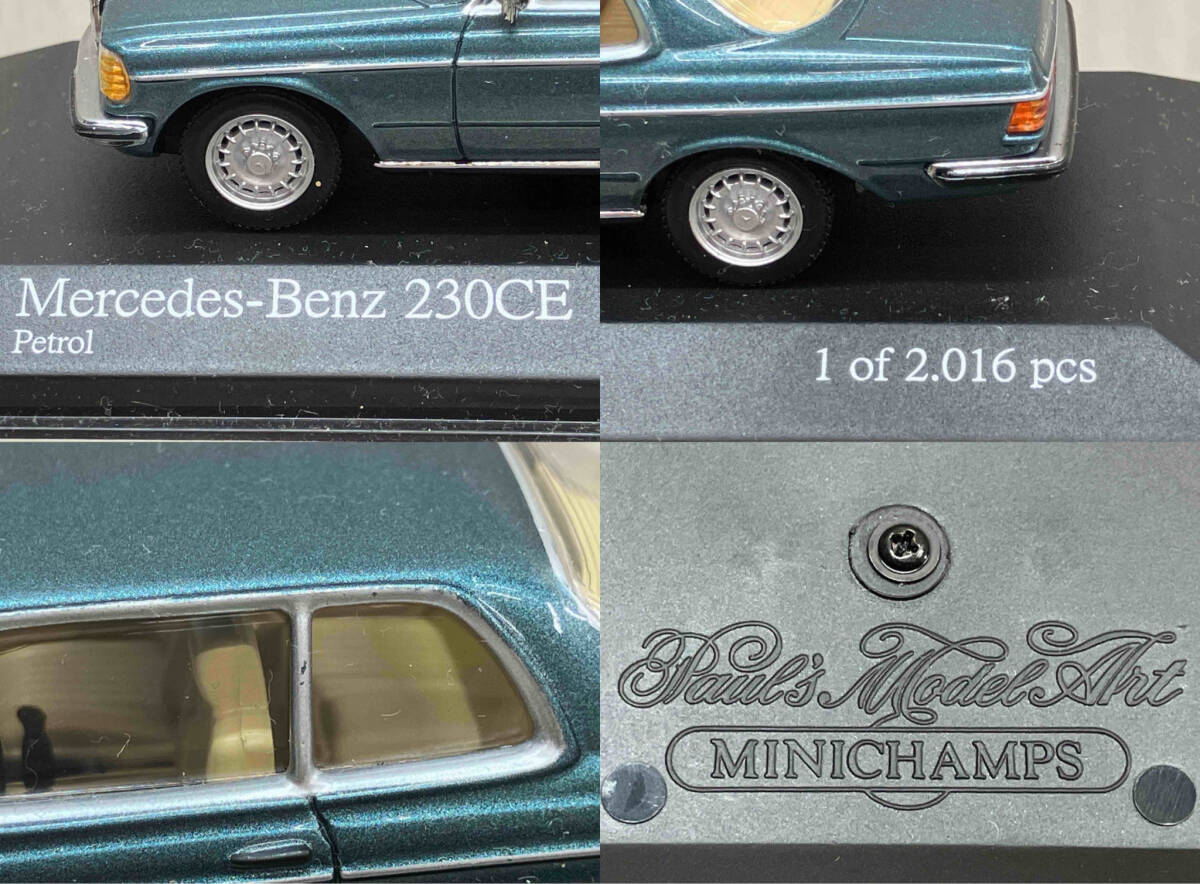 Mercedes-Benz 230CE
Petrol
1 of 2.016 pcs
Paul's Model Art
MINICHAMPS